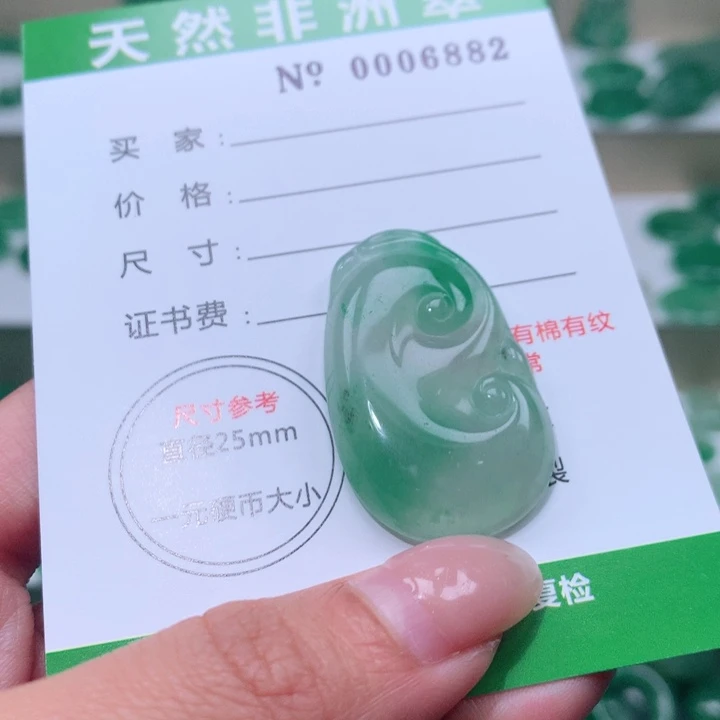 天然非洲翠
Nº 0006882
买 家：
价 格：
尺 寸：
证书费：
有棉有纹
常
尺寸参考
直径25mm
一元硬币大小
製
复检